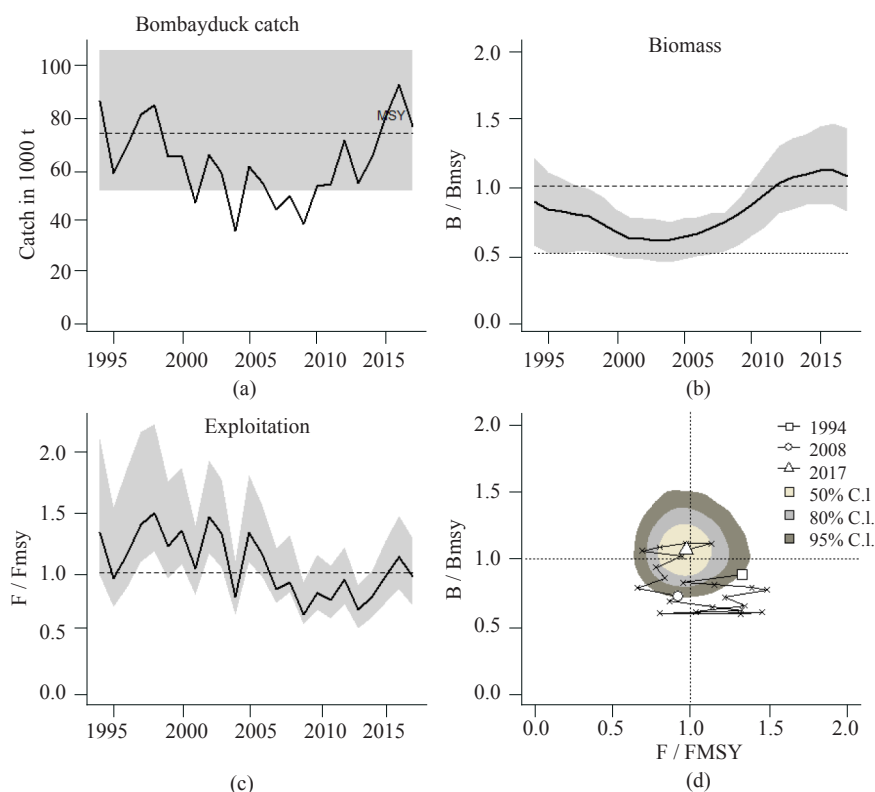 Bombayduck catch
Catch in 1000 t
100
80
60
40
20
0
MSY
1995 2000 2005 2010 2015
(a)
Biomass
B / Bmsy
2.0
1.5
1.0
0.5
0.0
1995 2000 2005 2010 2015
(b)
Exploitation
F / Fmsy
2.0
1.5
1.0
0.5
0.0
1995 2000 2005 2010 2015
(c)
B / Bmsy
2.0
1.5
1.0
0.5
0.0
1994
2008
2017
50% C.l
80% C.l.
95% C.l.
0.0 0.5 1.0 1.5 2.0
F / FMSY
(d)